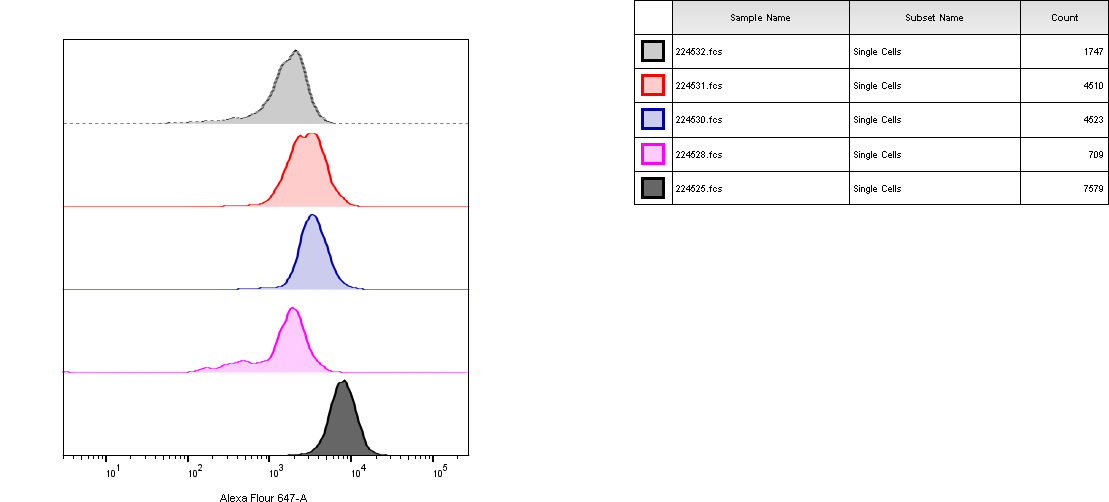 Sample Name Subset Name Count
224532.fcs Single Cells 1747
224531.fcs Single Cells 4510
224530.fcs Single Cells 4523
224528.fcs Single Cells 709
224525.fcs Single Cells 7579
10^1 10^2 10^3 10^4 10^5
Alexa Flour 647-A